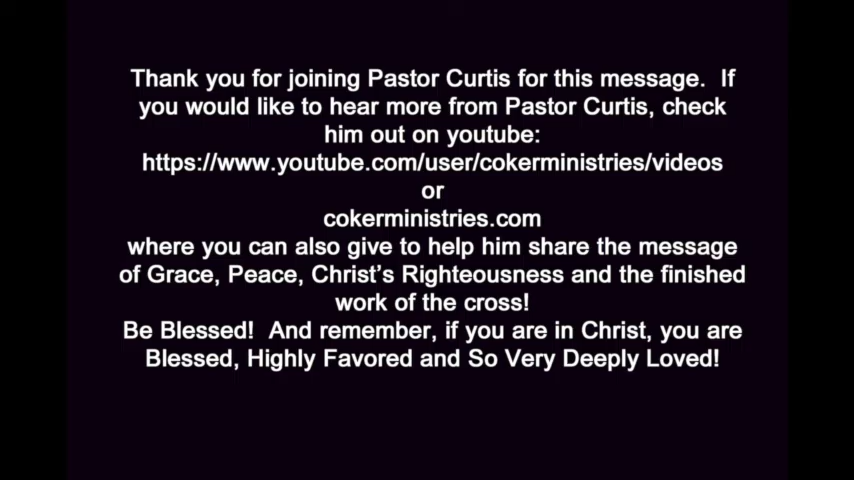 Thank you for joining Pastor Curtis for this message.  If
you would like to hear more from Pastor Curtis, check
him out on youtube:
https://www.youtube.com/user/cokerministries/videos
or
cokerministries.com
where you can also give to help him share the message
of Grace, Peace, Christ's Righteousness and the finished
work of the cross!
Be Blessed!  And remember, if you are in Christ, you are
Blessed, Highly Favored and So Very Deeply Loved!